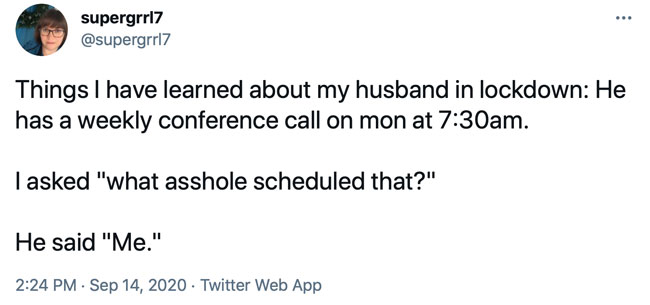 supergrrl7
@supergrrl7
Things I have learned about my husband in lockdown: He
has a weekly conference call on mon at 7:30am.
I asked "what asshole scheduled that?"
He said "Me."
2:24 PM · Sep 14, 2020 · Twitter Web App